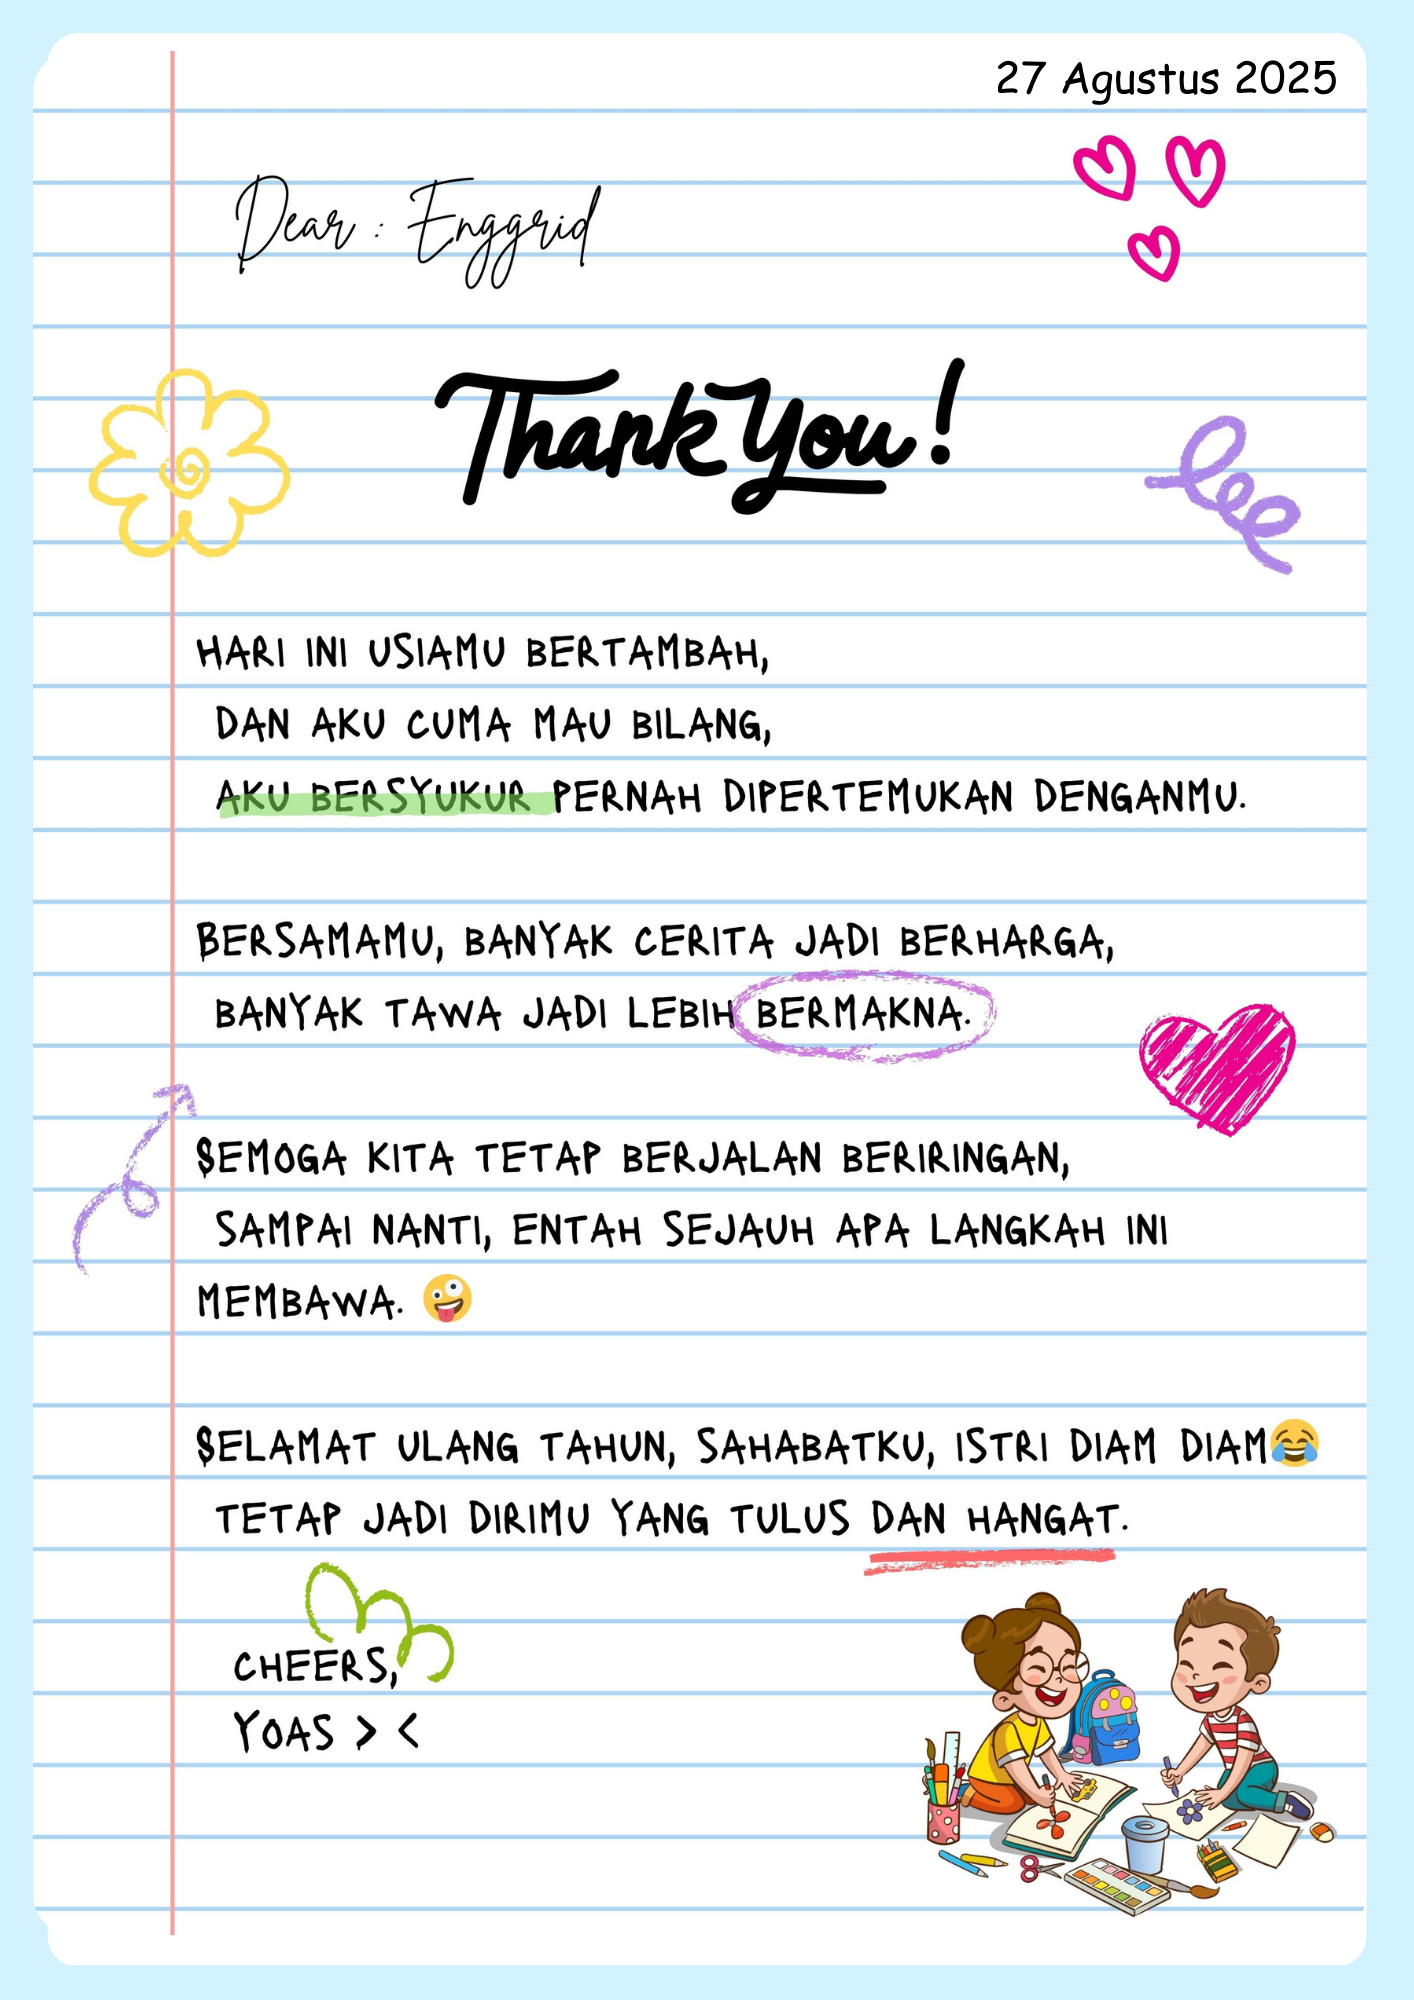 27 Agustus 2025
Dear : Enggrid
Thank You!
HARI INI USIAMU BERTAMBAH,
DAN AKU CUMA MAU BILANG,
AKU BERSYUKUR PERNAH DIPERTEMUKAN DENGANMU.
BERSAMAMU, BANYAK CERITA JADI BERHARGA,
BANYAK TAWA JADI LEBIH BERMAKNA.
SEMOGA KITA TETAP BERJALAN BERIRINGAN,
SAMPAI NANTI, ENTAH SEJAUH APA LANGKAH INI
MEMBAWA. 🤪
SELAMAT ULANG TAHUN, SAHABATKU, ISTRI DIAM DIAM😂
TETAP JADI DIRIMU YANG TULUS DAN HANGAT.
CHEERS,
YOAS > <